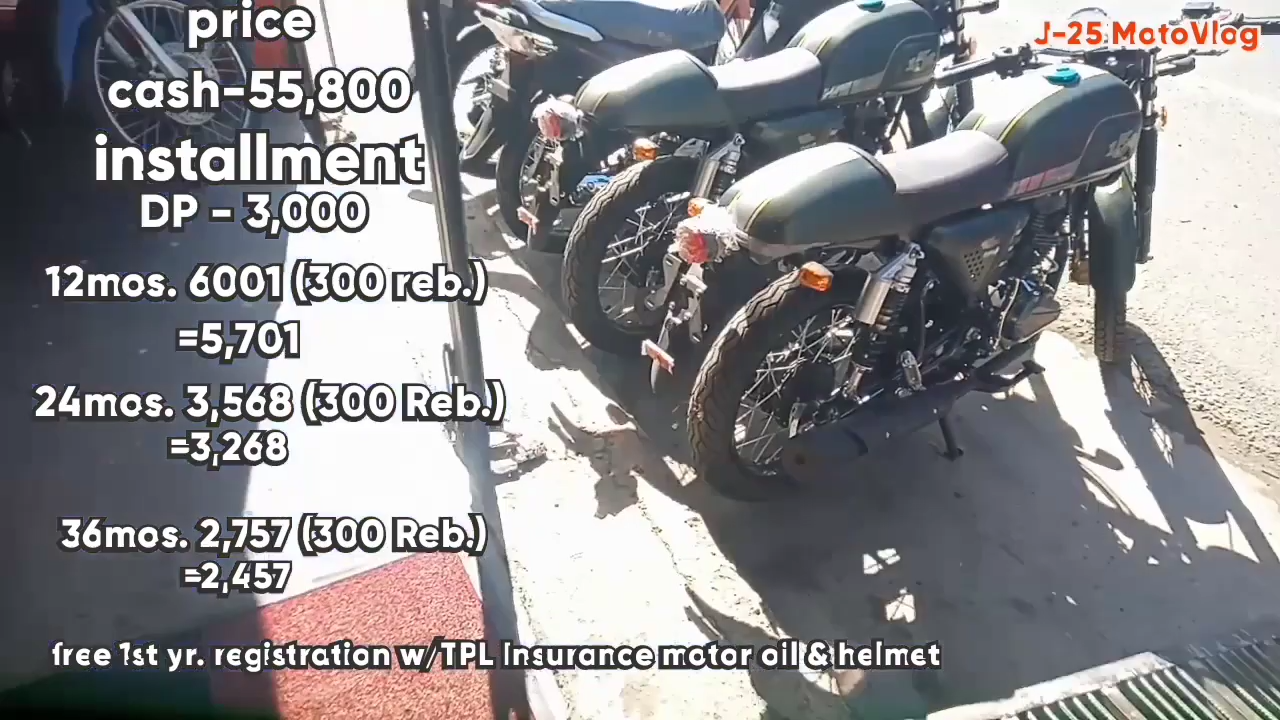 price
J-25 MotoVlog
cash-55,800
installment
DP - 3,000
12mos. 6001 (300 reb.)
=5,701
24mos. 3,568 (300 Reb.)
=3,268
36mos. 2,757 (300 Reb.)
=2,457
free 1st yr. registration w/TPL Insurance motor oil & helmet